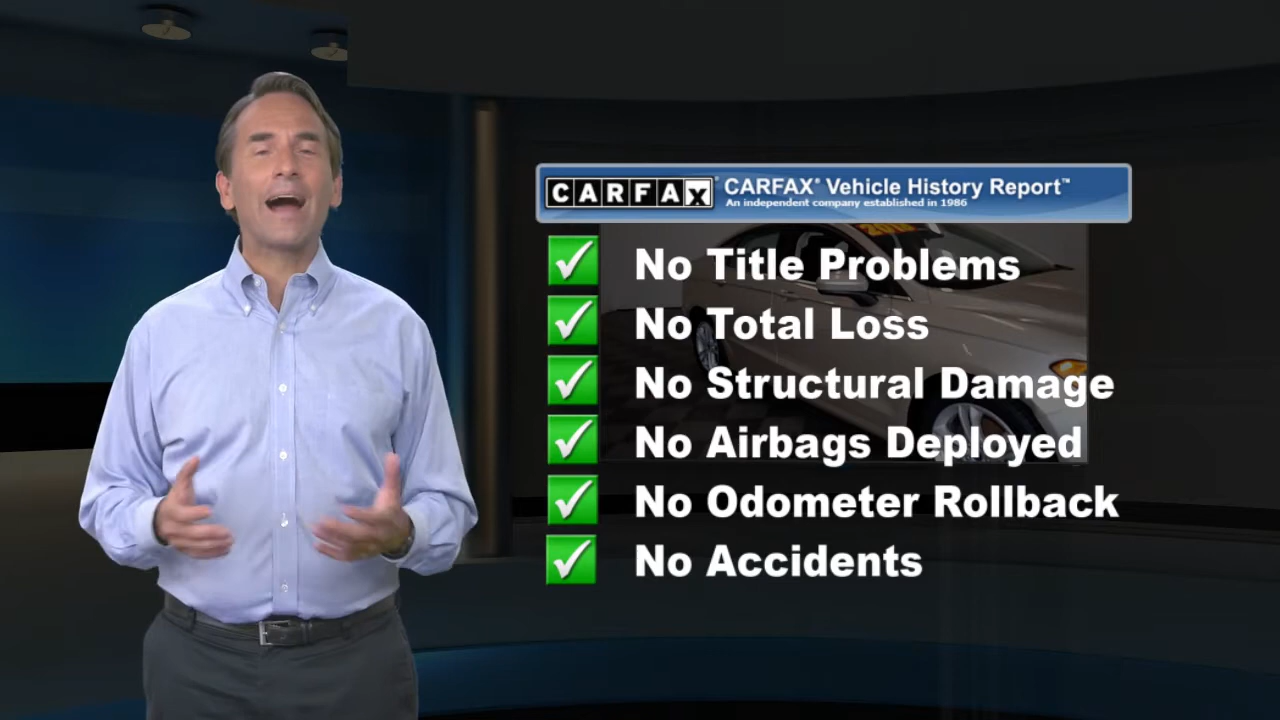 CARFAX® CARFAX® Vehicle History Report™
An independent company established in 1986
No Title Problems
No Total Loss
No Structural Damage
No Airbags Deployed
No Odometer Rollback
No Accidents